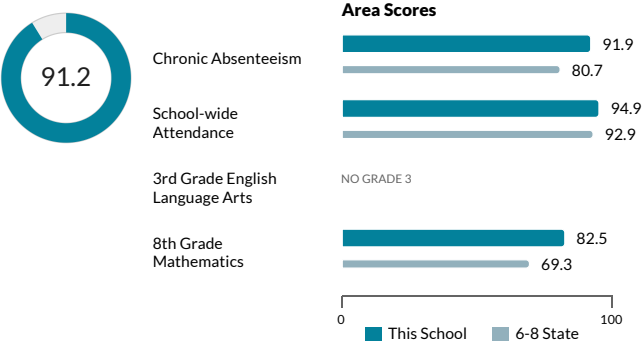 Area Scores
91.2
Chronic Absenteeism
91.9
80.7
School-wide
Attendance
94.9
92.9
3rd Grade English
Language Arts
NO GRADE 3
8th Grade
Mathematics
82.5
69.3
0
100
This School
6-8 State